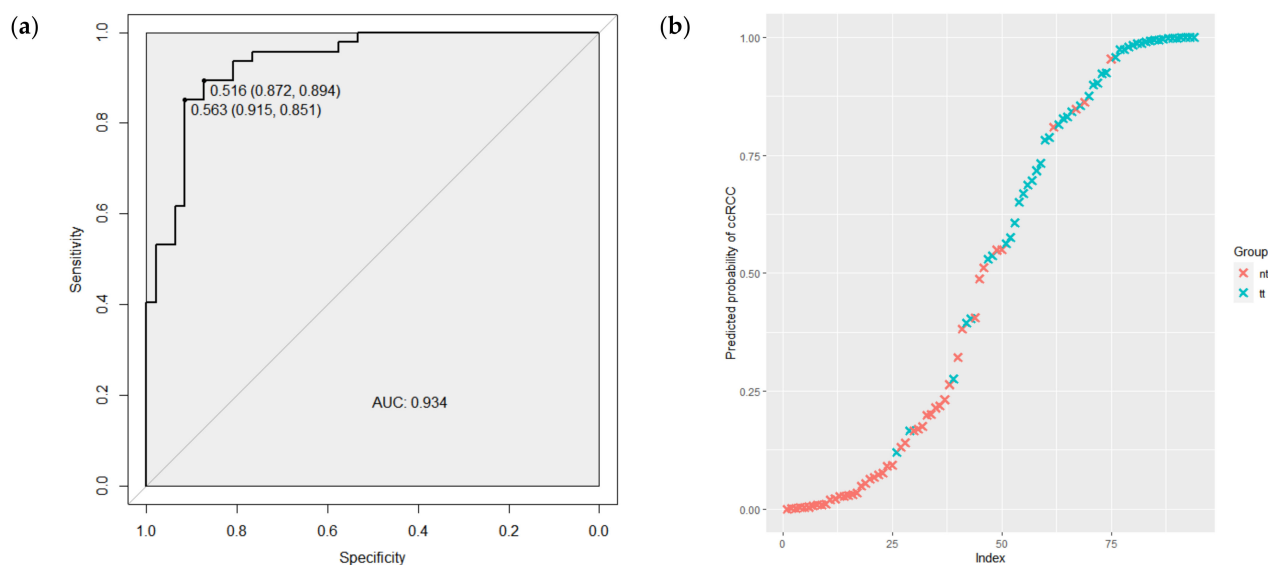 (a)
1.0
0.8
0.6
0.4
0.2
0.0
Sensitivity
0.516 (0.872, 0.894)
0.563 (0.915, 0.851)
AUC: 0.934
1.0 0.8 0.6 0.4 0.2 0.0
Specificity
(b)
1.00
0.75
0.50
0.25
0.00
Predicted probability of ccRCC
0 25 50 75
Index
Group
nt
tt